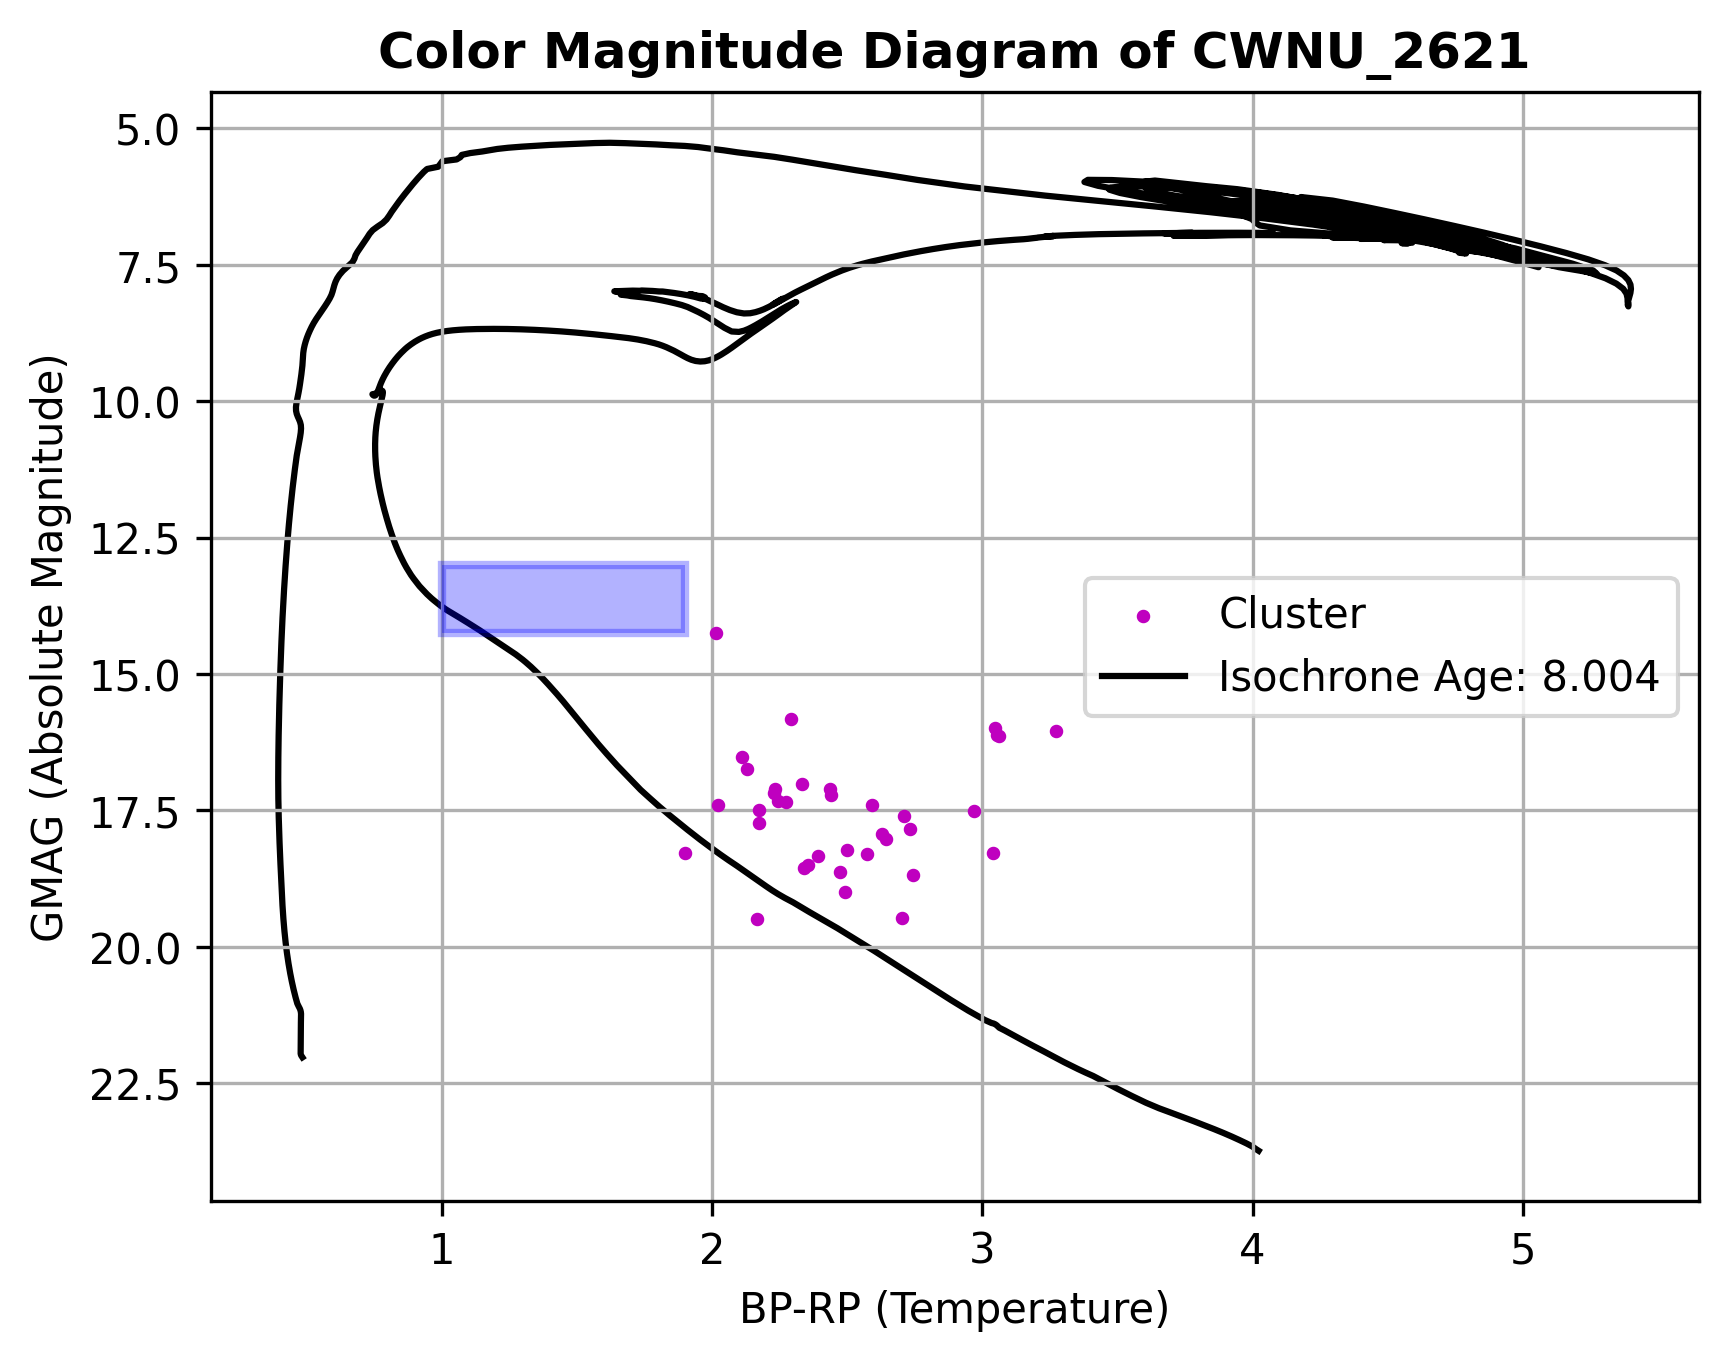 Color Magnitude Diagram of CWNU_2621
GMAG (Absolute Magnitude)
5.0
7.5
10.0
12.5
15.0
17.5
20.0
22.5
Cluster
Isochrone Age: 8.004
1 2 3 4 5
BP-RP (Temperature)